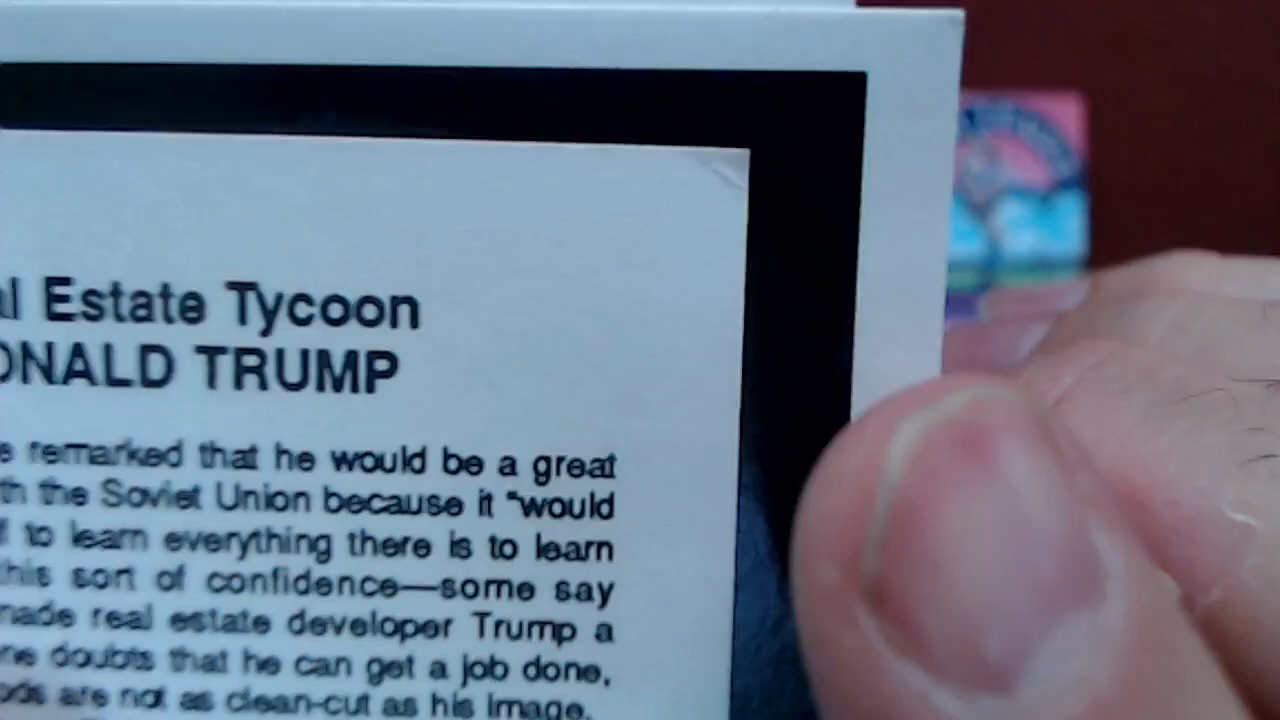 al Estate Tycoon
ONALD TRUMP
e remarked that he would be a great
th the Soviet Union because it "would
f to learn everything there is to learn
his sort of confidence—some say
made real estate developer Trump a
ne doubts that he can get a job done,
ods are not as clean-cut as his image.